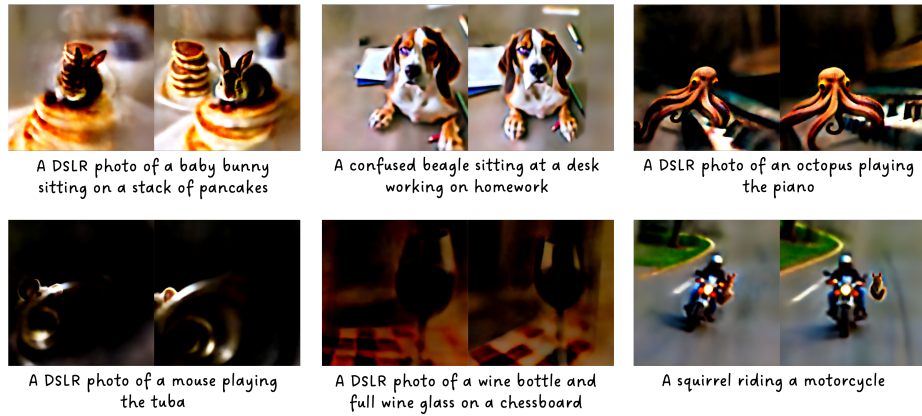 A DSLR photo of a baby bunny
sitting on a stack of pancakes
A confused beagle sitting at a desk
working on homework
A DSLR photo of an octopus playing
the piano
A DSLR photo of a mouse playing
the tuba
A DSLR photo of a wine bottle and
full wine glass on a chessboard
A squirrel riding a motorcycle